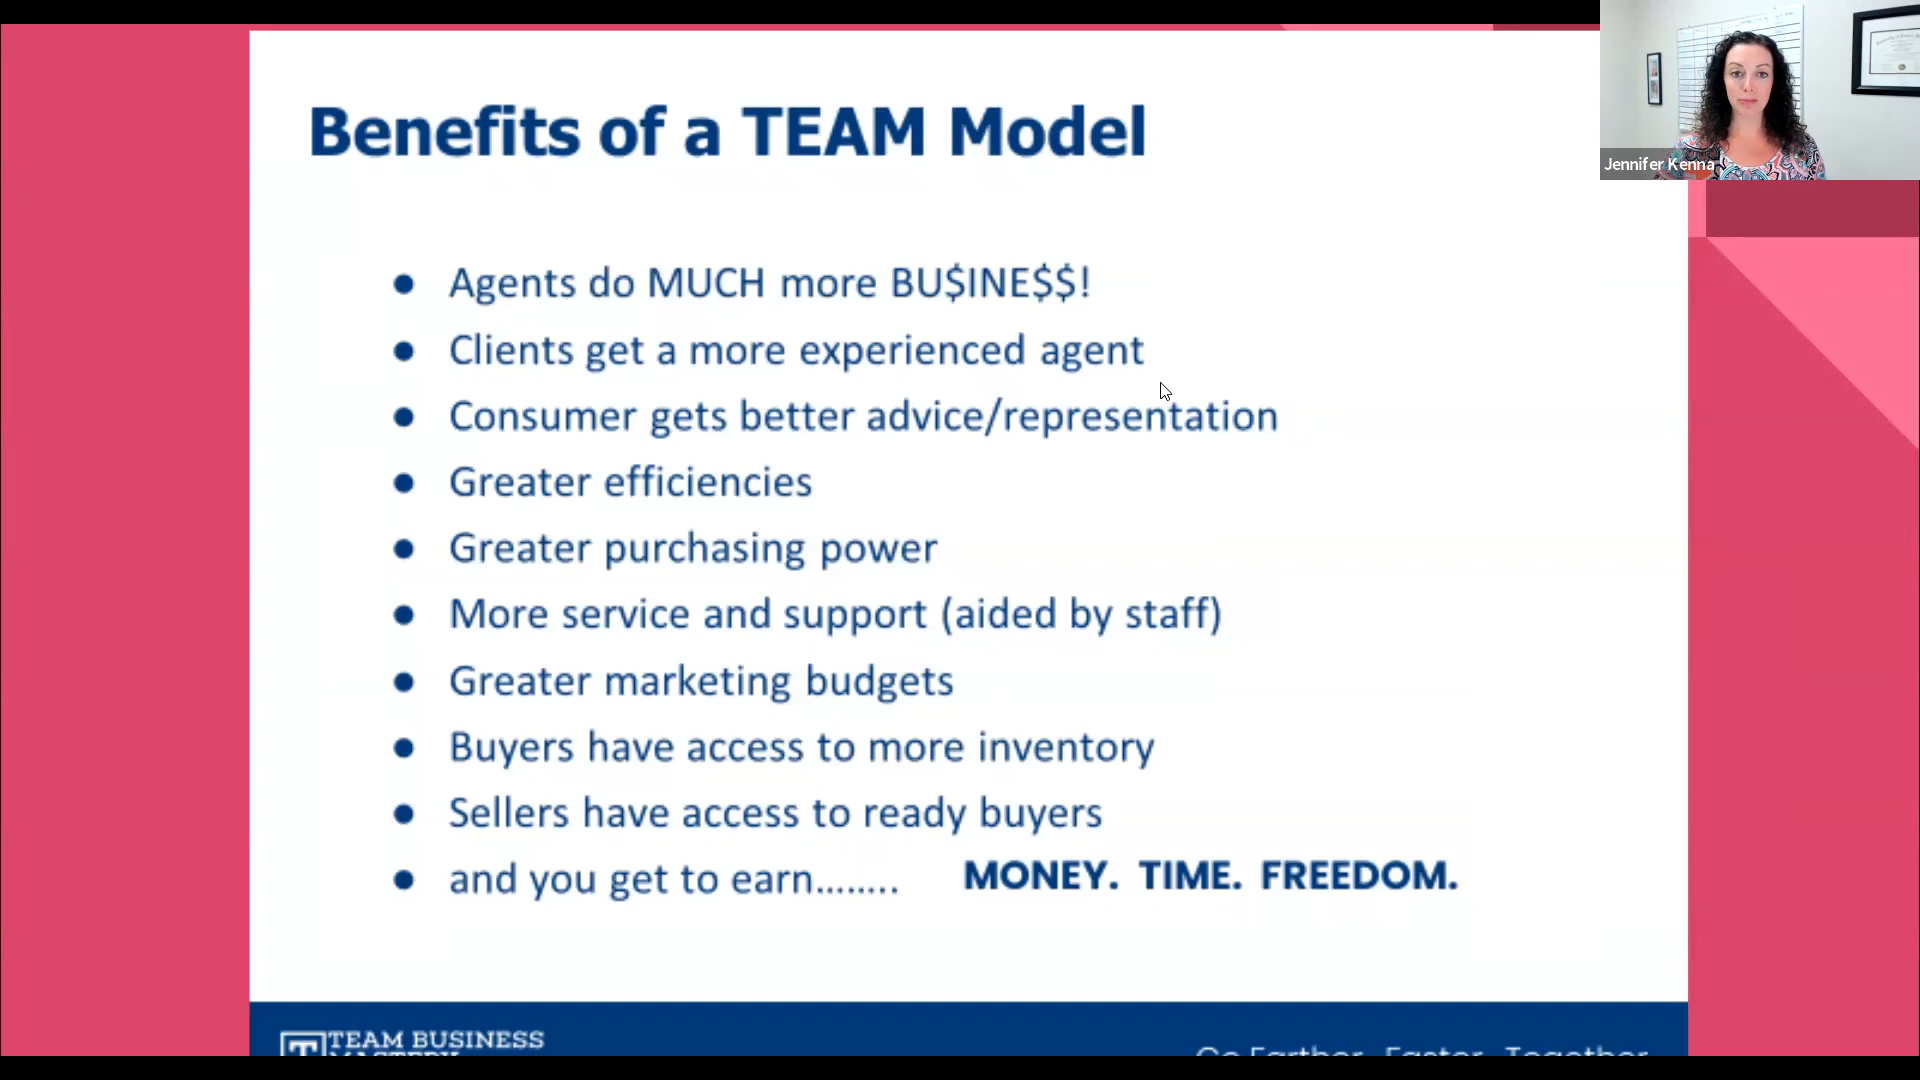 Benefits of a TEAM Model
Jennifer Kenna
● Agents do MUCH more BU$INE$$!
● Clients get a more experienced agent
● Consumer gets better advice/representation
● Greater efficiencies
● Greater purchasing power
● More service and support (aided by staff)
● Greater marketing budgets
● Buyers have access to more inventory
● Sellers have access to ready buyers
● and you get to earn........ MONEY. TIME. FREEDOM.
TEAM BUSINESS
MASTERY
Go Farther. Faster. Together.